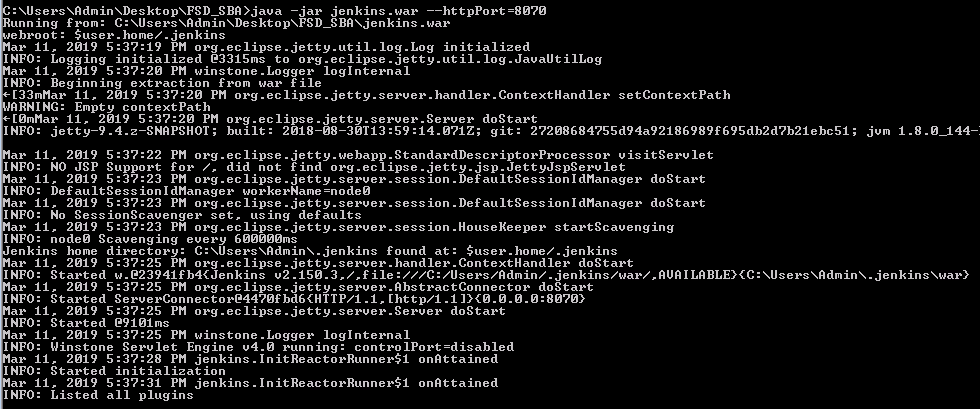 C:\Users\Admin\Desktop\FSD_SBA>java -jar jenkins.war --httpPort=8070
Running from: C:\Users\Admin\Desktop\FSD_SBA\jenkins.war
webroot: $user.home/.jenkins
Mar 11, 2019 5:37:19 PM org.eclipse.jetty.util.log.Log initialized
INFO: Logging initialized @3315ms to org.eclipse.jetty.util.log.JavaUtilLog
Mar 11, 2019 5:37:20 PM winstone.Logger logInternal
INFO: Beginning extraction from war file
←[33mMar 11, 2019 5:37:20 PM org.eclipse.jetty.server.handler.ContextHandler setContextPath
WARNING: Empty contextPath
←[0mMar 11, 2019 5:37:20 PM org.eclipse.jetty.server.Server doStart
INFO: jetty-9.4.z-SNAPSHOT; built: 2018-08-30T13:59:14.071Z; git: 27208684755d94a92186989f695db2d7b21ebc51; jvm 1.8.0_144-
Mar 11, 2019 5:37:22 PM org.eclipse.jetty.webapp.StandardDescriptorProcessor visitServlet
INFO: NO JSP Support for /, did not find org.eclipse.jetty.jsp.JettyJspServlet
Mar 11, 2019 5:37:23 PM org.eclipse.jetty.server.session.DefaultSessionIdManager doStart
INFO: DefaultSessionIdManager workerName=node0
Mar 11, 2019 5:37:23 PM org.eclipse.jetty.server.session.DefaultSessionIdManager doStart
INFO: No SessionScavenger set, using defaults
Mar 11, 2019 5:37:23 PM org.eclipse.jetty.server.session.HouseKeeper startScavenging
INFO: node0 Scavenging every 600000ms
Jenkins home directory: C:\Users\Admin\.jenkins found at: $user.home/.jenkins
Mar 11, 2019 5:37:25 PM org.eclipse.jetty.server.handler.ContextHandler doStart
INFO: Started w.@23941fb4{Jenkins v2.150.3,/,file:///C:/Users/Admin/.jenkins/war/,AVAILABLE}{C:\Users\Admin\.jenkins\war}
Mar 11, 2019 5:37:25 PM org.eclipse.jetty.server.AbstractConnector doStart
INFO: Started ServerConnector@4470fbd6{HTTP/1.1,[http/1.1]}{0.0.0.0:8070}
Mar 11, 2019 5:37:25 PM org.eclipse.jetty.server.Server doStart
INFO: Started @9101ms
Mar 11, 2019 5:37:25 PM winstone.Logger logInternal
INFO: Winstone Servlet Engine v4.0 running: controlPort=disabled
Mar 11, 2019 5:37:28 PM jenkins.InitReactorRunner$1 onAttained
INFO: Started initialization
Mar 11, 2019 5:37:31 PM jenkins.InitReactorRunner$1 onAttained
INFO: Listed all plugins